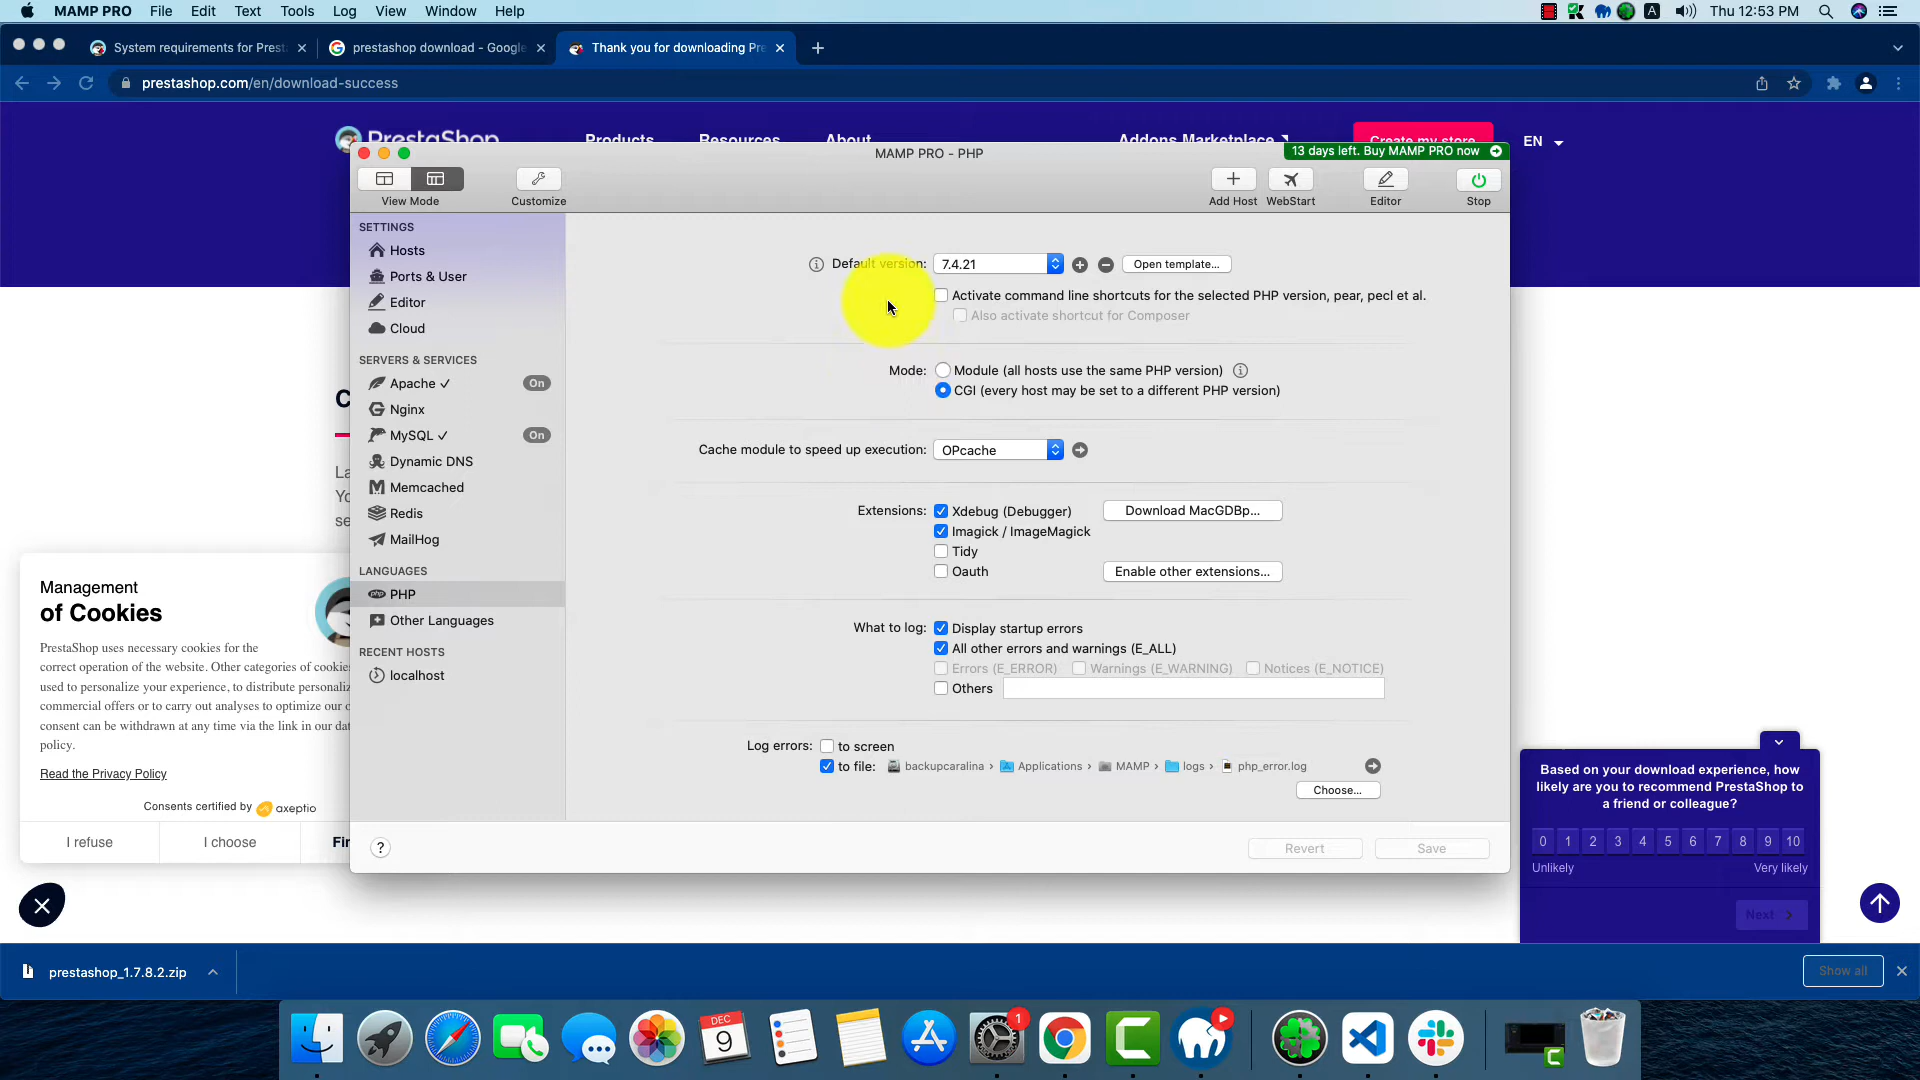 MAMP PRO File Edit Text Tools Log View Window Help
A Thu 12:53 PM
System requirements for Prest
prestashop download - Google
Thank you for downloading Pre
prestashop.com/en/download-success
PrestaShop Products Resources About Addons Marketplace Create my store EN
MAMP PRO - PHP
13 days left. Buy MAMP PRO now
View Mode Customize Add Host WebStart Editor Stop
SETTINGS
Hosts
Ports & User
Editor
Cloud
SERVERS & SERVICES
Apache ✓ On
Nginx
MySQL ✓ On
Dynamic DNS
Memcached
Redis
MailHog
LANGUAGES
PHP
Other Languages
RECENT HOSTS
localhost
Default version: 7.4.21 Open template...
Activate command line shortcuts for the selected PHP version, pear, pecl et al.
Also activate shortcut for Composer
Mode: Module (all hosts use the same PHP version)
CGI (every host may be set to a different PHP version)
Cache module to speed up execution: OPcache
Extensions: Xdebug (Debugger) Download MacGDBp...
Imagick / ImageMagick
Tidy
Oauth Enable other extensions...
What to log: Display startup errors
All other errors and warnings (E_ALL)
Errors (E_ERROR) Warnings (E_WARNING) Notices (E_NOTICE)
Others
Log errors: to screen
to file: backupcaralina › Applications › MAMP › logs › php_error.log
Choose...
? Revert Save
C
La
Yo
se
Management
of Cookies
PrestaShop uses necessary cookies for the
correct operation of the website. Other categories of cookies
used to personalize your experience, to distribute personaliz
commercial offers or to carry out analyses to optimize our o
consent can be withdrawn at any time via the link in our dat
policy.
Read the Privacy Policy
Consents certified by axeptio
I refuse I choose Fin
Based on your download experience, how
likely are you to recommend PrestaShop to
a friend or colleague?
0 1 2 3 4 5 6 7 8 9 10
Unlikely Very likely
Next
prestashop_1.7.8.2.zip
Show all
DEC
9
1